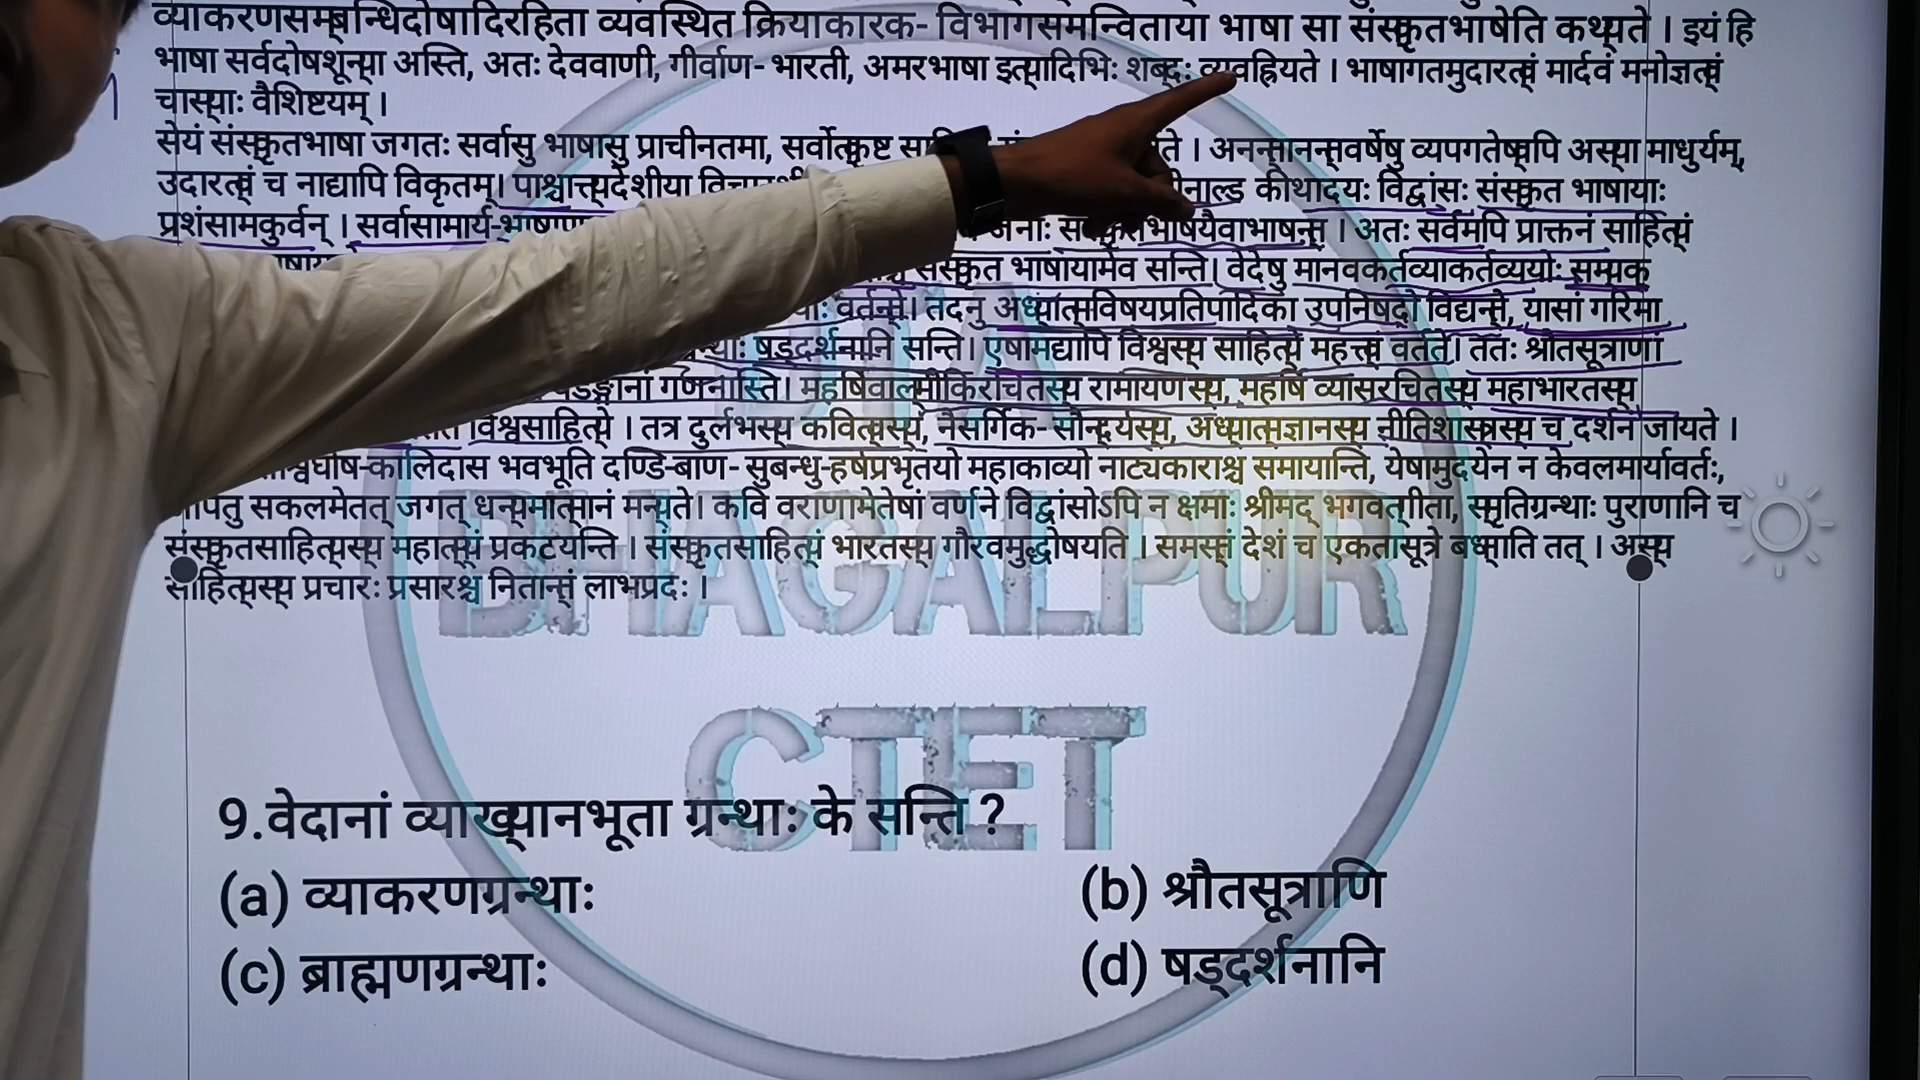 व्याकरणसम्बन्धिदोषादिरहिता व्यवस्थित क्रियाकारक- विभागसमन्विताया भाषा सा संस्कृतभाषेति कथ्यते । इयं हि
भाषा सर्वदोषशून्या अस्ति, अतः देववाणी, गीर्वाण- भारती, अमरभाषा इत्यादिभिः शब्दः व्यवह्रियते । भाषागतमुदारत्वं मार्दवं मनोज्ञत्वं
चास्याः वैशिष्टयम् ।
सेयं संस्कृतभाषा जगतः सर्वासु भाषासु प्राचीनतमा, सर्वोत्कृष्ट । अनन्तानन्तवर्षेषु व्यपगतेष्वपि अस्या माधुर्यम्,
उदारत्वं च नाद्यापि विकृतम्। पाश्चात्त्यदेशीया कीथादयः विद्वांसः संस्कृत भाषायाः
प्रशंसामकुर्वन् । सर्वासामार्य- जनाः । अतः सर्वमपि प्राक्तनं साहित्यं
संस्कृत भाषायामेव सन्ति। वेदेषु मानवकर्तव्याकर्तव्ययोः सम्यक्
वर्तन्ते। तदनु अध्यात्मविषयप्रतिपादिका उपनिषदो विद्यन्ते, यासां गरिमा
षड्दर्शनानि सन्ति। एषामद्यापि विश्वस्य साहित्ये महत्त्वं वर्तते। ततः श्रौतसूत्राणां
गणनास्ति। महर्षिवाल्मीकिरचितस्य रामायणस्य, महर्षि व्यासरचितस्य महाभारतस्य
विश्वसाहित्ये । तत्र दुर्लभस्य कवित्वस्य, नैसर्गिक- सौन्दर्यस्य, अध्यात्मज्ञानस्य नीतिशास्त्रस्य च दर्शनं जायते ।
कालिदास भवभूति दण्डि-बाण- सुबन्धु-हर्षप्रभृतयो महाकाव्यो नाट्यकाराश्च समायान्ति, येषामुदयेन न केवलमार्यावर्तः,
सकलमेतत् जगत् धन्यमात्मानं मन्यते। कवि वराणामेतेषां वर्णने विद्वांसोऽपि न क्षमाः श्रीमद् भगवत्गीता, स्मृतिग्रन्थाः पुराणानि च
संस्कृतसाहित्यस्य महात्म्यं प्रकटयन्ति । संस्कृतसाहित्यं भारतस्य गौरवमुद्घोषयति । समस्तं देशं च एकतासूत्रे बध्नाति तत् । अस्य
साहित्यस्य प्रचारः प्रसारश्च नितान्तं लाभप्रदः ।
BHAGALPUR
CTET
9.वेदानां व्याख्यानभूता ग्रन्थाः के सन्ति ?
(a) व्याकरणग्रन्थाः (b) श्रौतसूत्राणि
(c) ब्राह्मणग्रन्थाः (d) षड्दर्शनानि